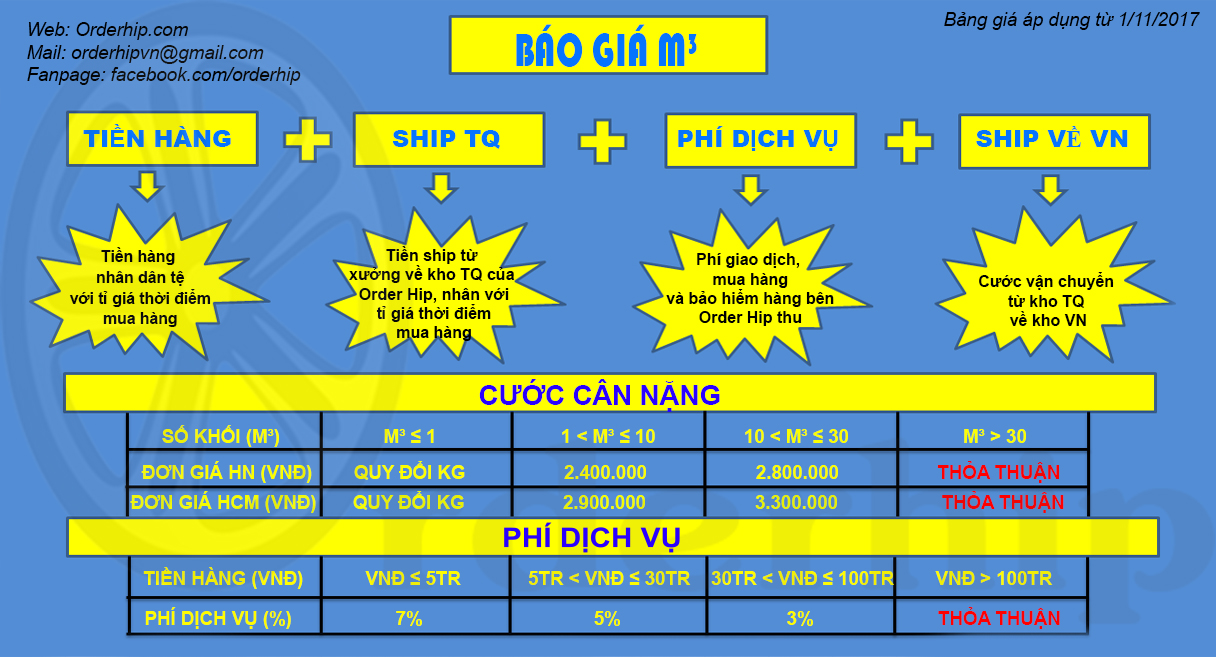 Web: Orderhip.com
Mail: orderhipvn@gmail.com
Fanpage: facebook.com/orderhip
Bảng giá áp dụng từ 1/11/2017
BÁO GIÁ M³
TIỀN HÀNG + SHIP TQ + PHÍ DỊCH VỤ + SHIP VỀ VN
Tiền hàng
nhân dân tệ
với tỉ giá thời điểm
mua hàng
Tiền ship từ
xưởng về kho TQ của
Order Hip, nhân với
tỉ giá thời điểm
mua hàng
Phí giao dịch,
mua hàng
và bảo hiểm hàng bên
Order Hip thu
Cước vận chuyển
từ kho TQ
về kho VN
CƯỚC CÂN NẶNG
SỐ KHỐI (M³) M³ ≤ 1 1 < M³ ≤ 10 10 < M³ ≤ 30 M³ > 30
ĐƠN GIÁ HN (VNĐ) QUY ĐỔI KG 2.400.000 2.800.000 THỎA THUẬN
ĐƠN GIÁ HCM (VNĐ) QUY ĐỔI KG 2.900.000 3.300.000 THỎA THUẬN
PHÍ DỊCH VỤ
TIỀN HÀNG (VNĐ) VNĐ ≤ 5TR 5TR < VNĐ ≤ 30TR 30TR < VNĐ ≤ 100TR VNĐ > 100TR
PHÍ DỊCH VỤ (%) 7% 5% 3% THỎA THUẬN
orderhip